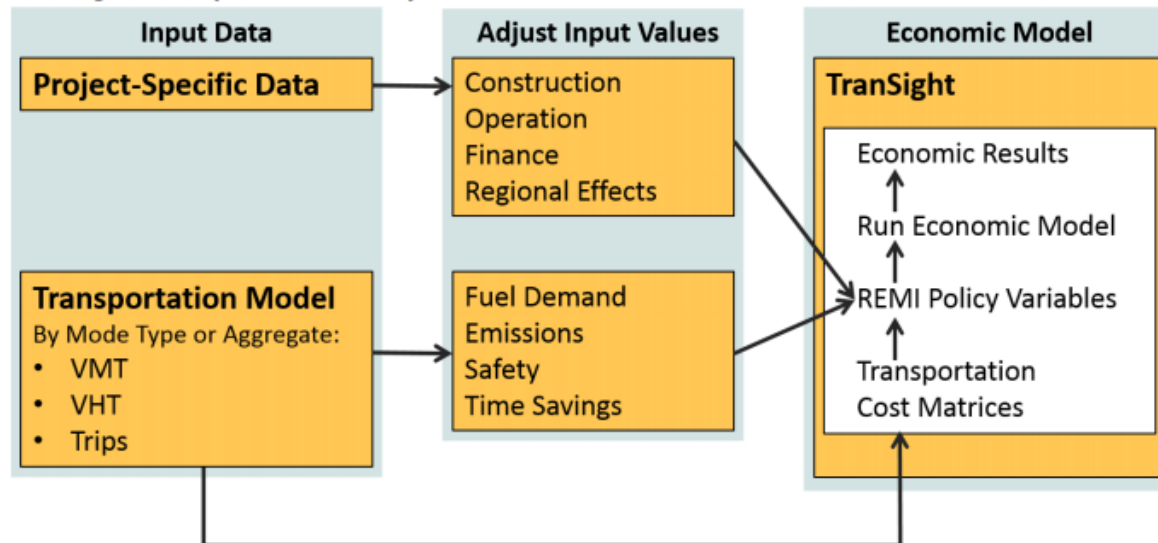 Input Data
Project-Specific Data
Transportation Model
By Mode Type or Aggregate:
• VMT
• VHT
• Trips
Adjust Input Values
Construction
Operation
Finance
Regional Effects
Fuel Demand
Emissions
Safety
Time Savings
Economic Model
TranSight
Economic Results
Run Economic Model
REMI Policy Variables
Transportation
Cost Matrices